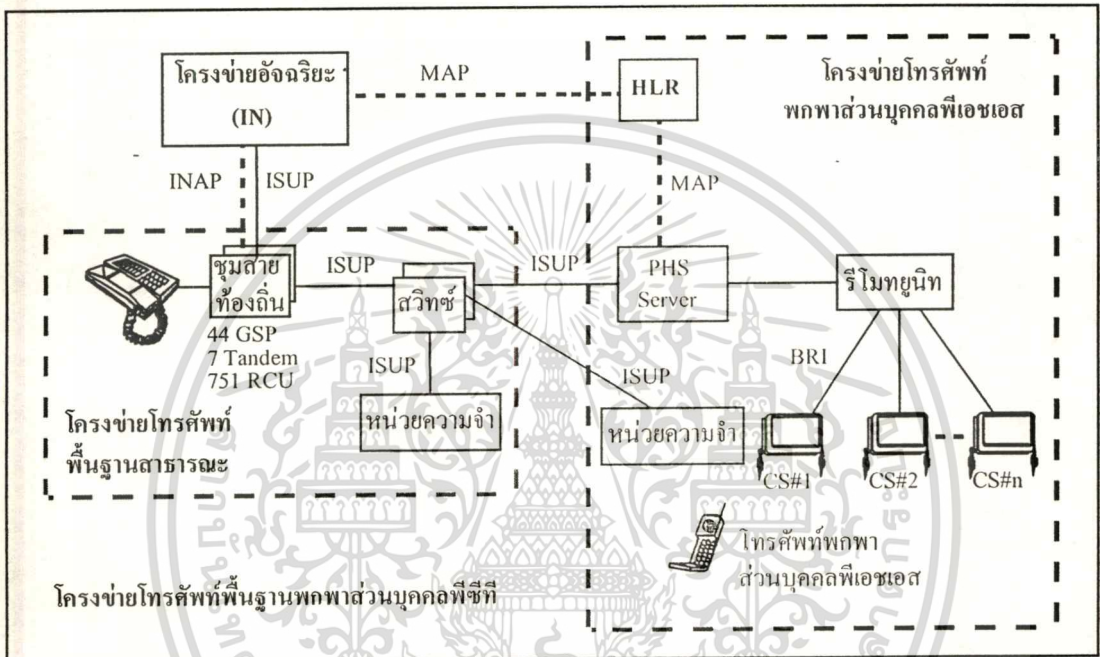 โครงข่ายอัจฉริยะ
(IN)
MAP
HLR
โครงข่ายโทรศัพท์
พกพาส่วนบุคคลพีเอชเอส
INAP
ISUP
MAP
ชุมสาย
ท้องถิ่น
ISUP
สวิทช์
ISUP
PHS
Server
รีโมทยูนิท
44 GSP
7 Tandem
751 RCU
ISUP
ISUP
BRI
หน่วยความจำ
หน่วยความจำ
โครงข่ายโทรศัพท์
พื้นฐานสาธารณะ
CS#1
CS#2
CS#n
โทรศัพท์พกพา
ส่วนบุคคลพีเอชเอส
โครงข่ายโทรศัพท์พื้นฐานพกพาส่วนบุคคลพีซีที